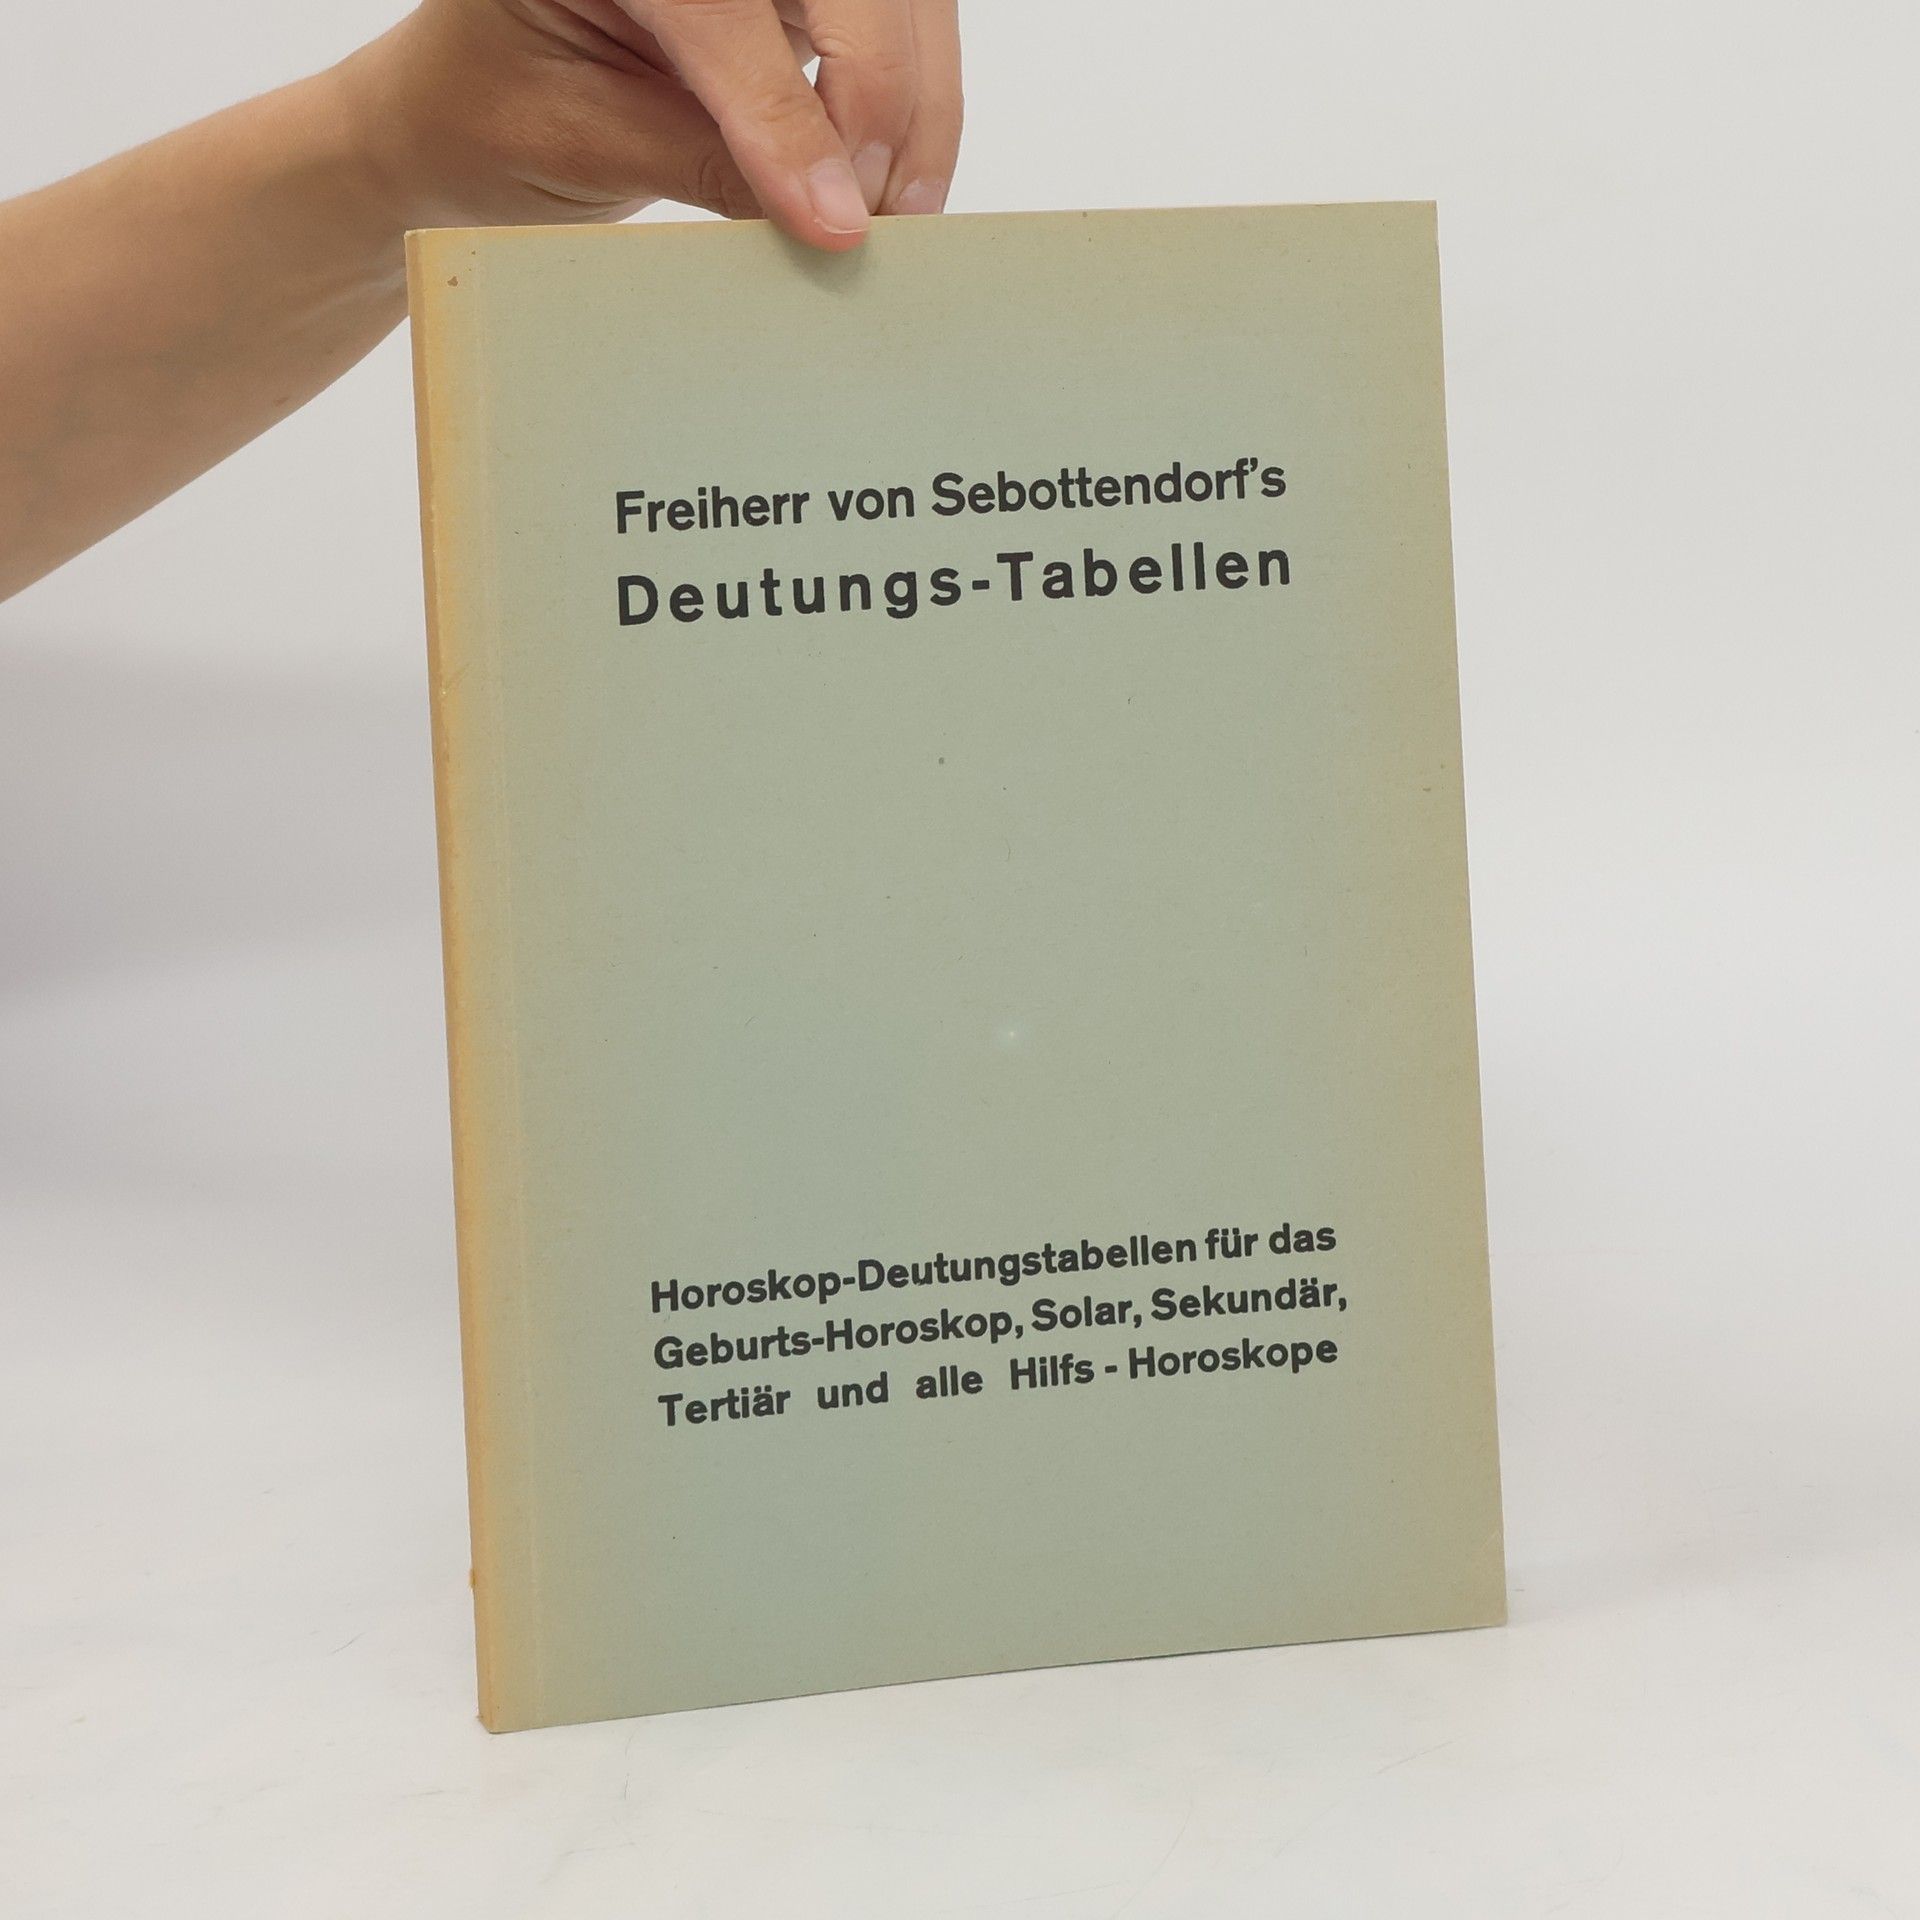 Freiherr von Sebottendorf's
Deutungs-Tabellen
Horoskop-Deutungstabellen für das
Geburts-Horoskop, Solar, Sekundär,
Tertiär und alle Hilfs - Horoskope